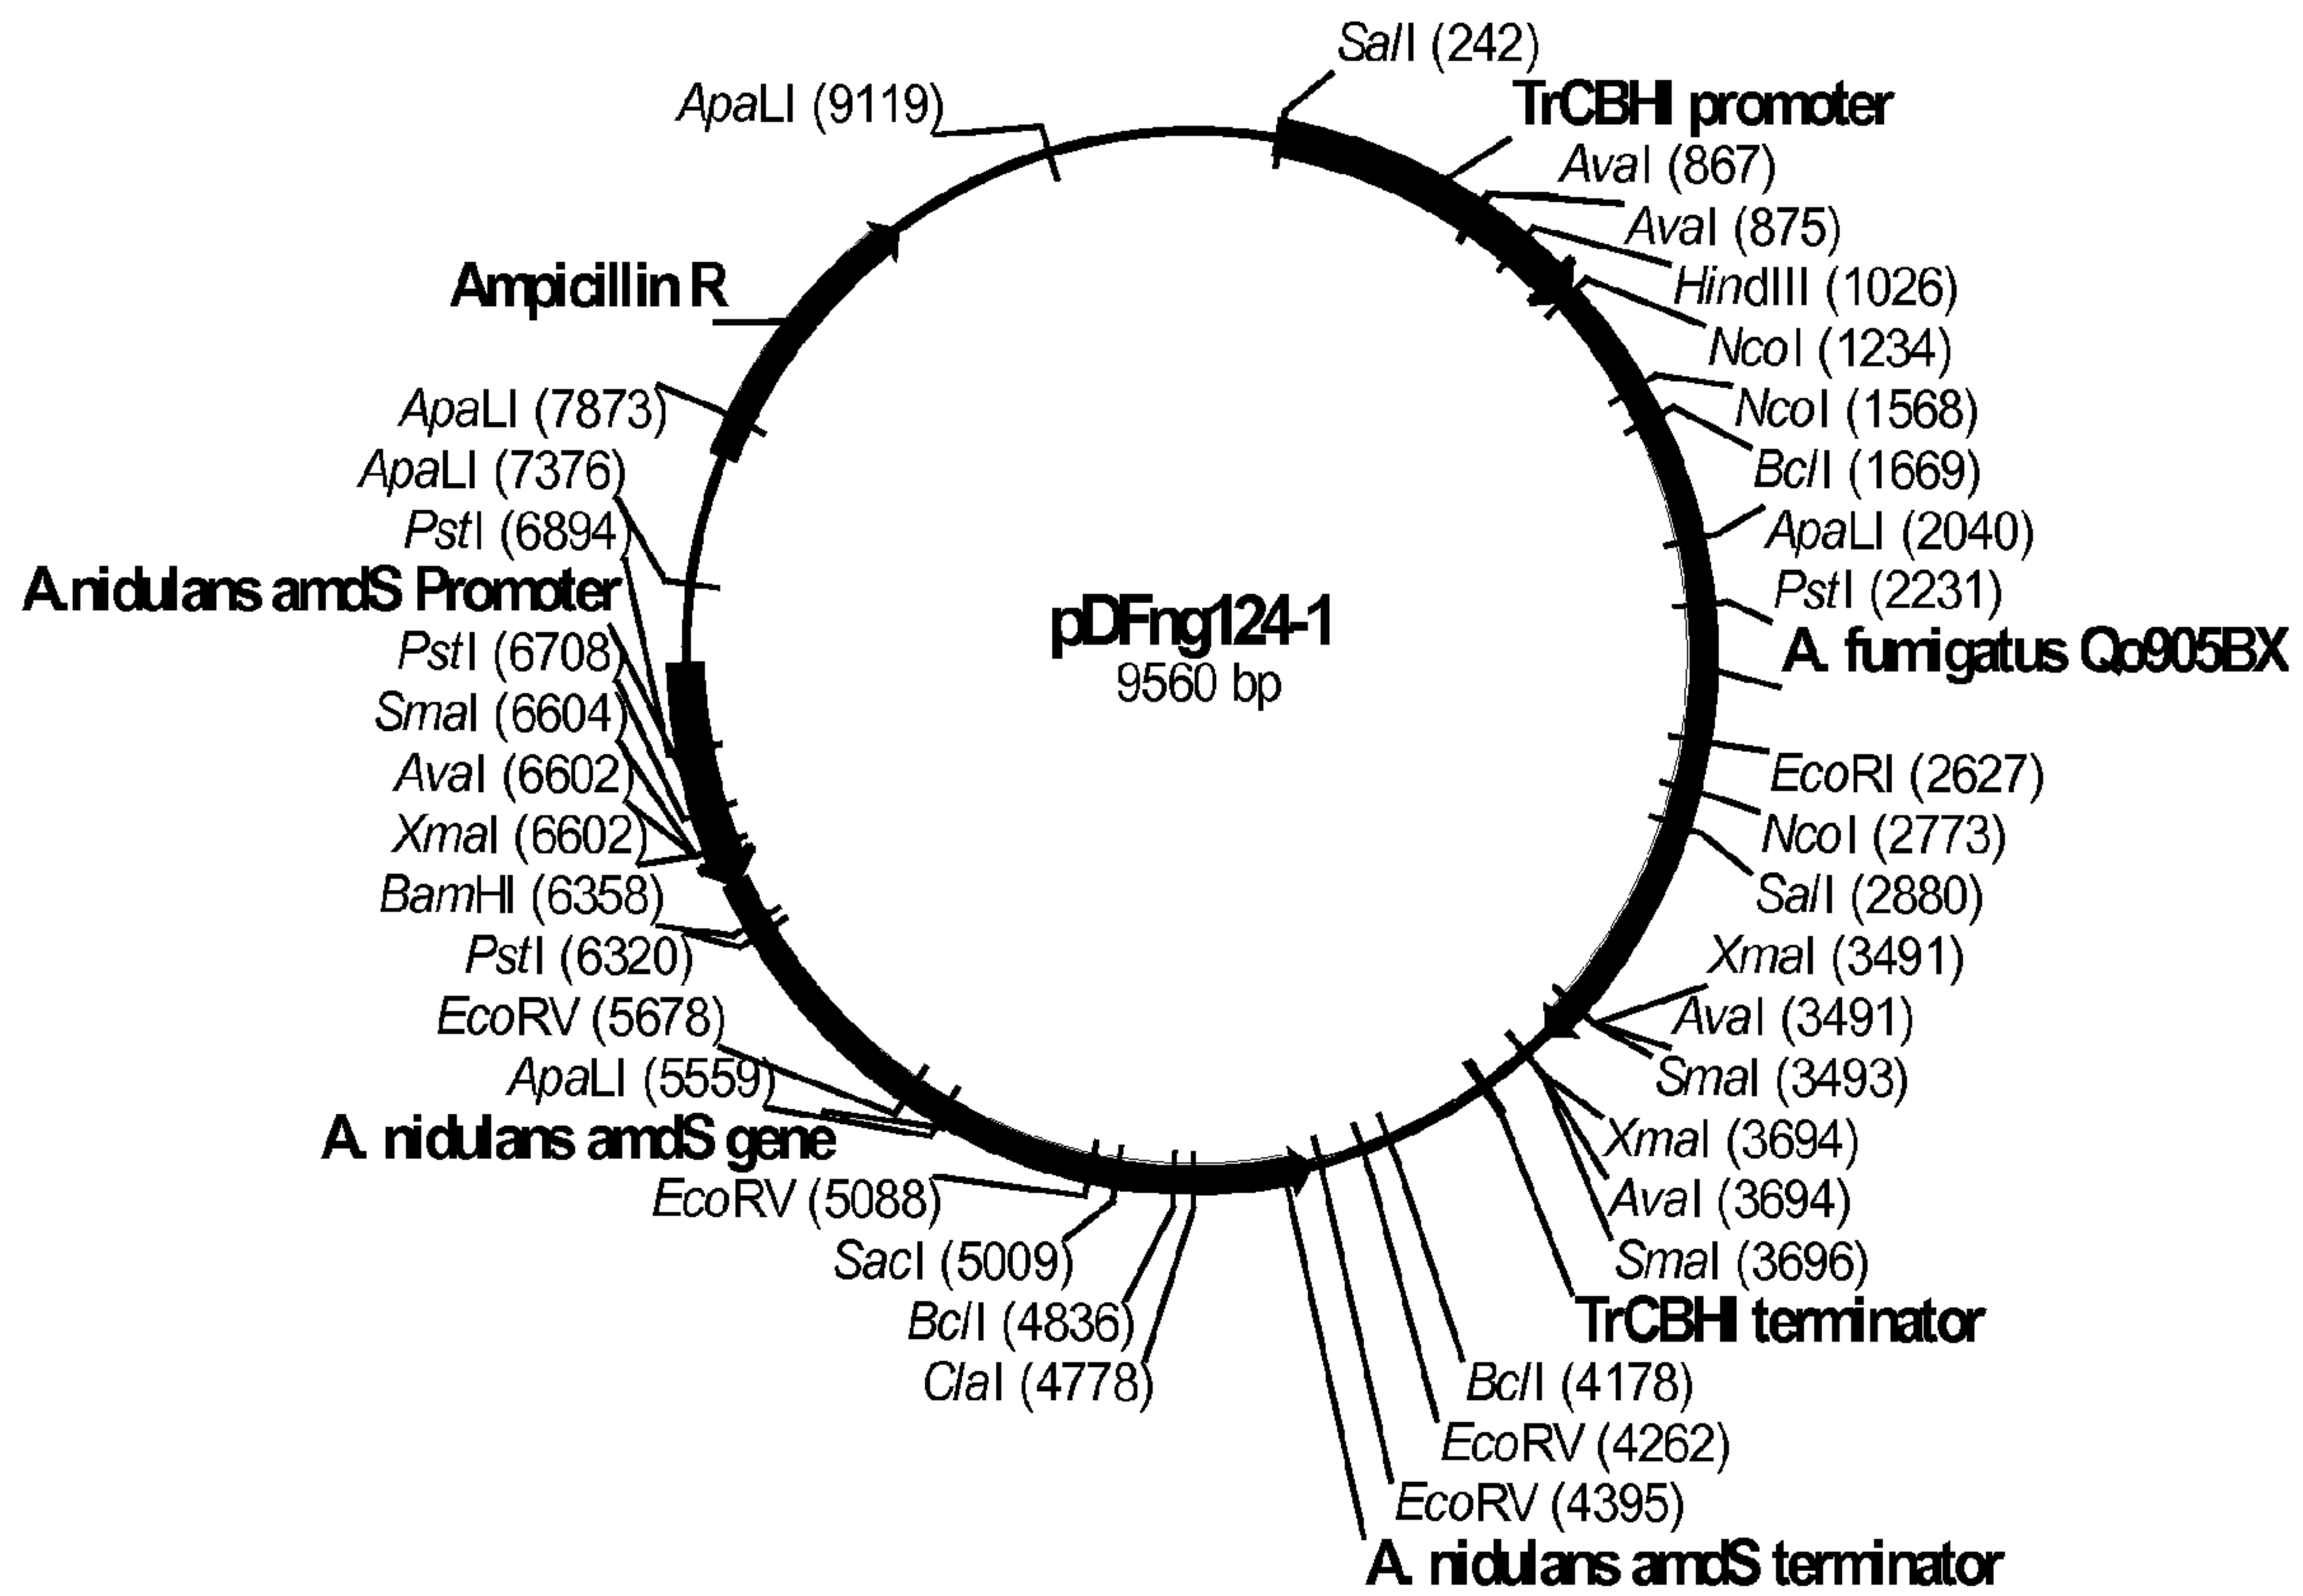 SalI (242)
ApaLI (9119)
TrCBHI promoter
AvaI (867)
AvaI (875)
HindIII (1026)
NcoI (1234)
NcoI (1568)
BclI (1669)
ApaLI (2040)
PstI (2231)
A. fumigatus Qo905BX
EcoRI (2627)
NcoI (2773)
SalI (2880)
XmaI (3491)
AvaI (3491)
SmaI (3493)
XmaI (3694)
AvaI (3694)
SmaI (3696)
TrCBHI terminator
BclI (4178)
EcoRV (4262)
EcoRV (4395)
A. nidulans amdS terminator
ClaI (4778)
BclI (4836)
SacI (5009)
EcoRV (5088)
A. nidulans amdS gene
ApaLI (5559)
EcoRV (5678)
PstI (6320)
BamHI (6358)
XmaI (6602)
AvaI (6602)
SmaI (6604)
PstI (6708)
A.nidulans amdS Promoter
PstI (6894)
ApaLI (7376)
ApaLI (7873)
Ampicillin R
pDFng124-1
9560 bp